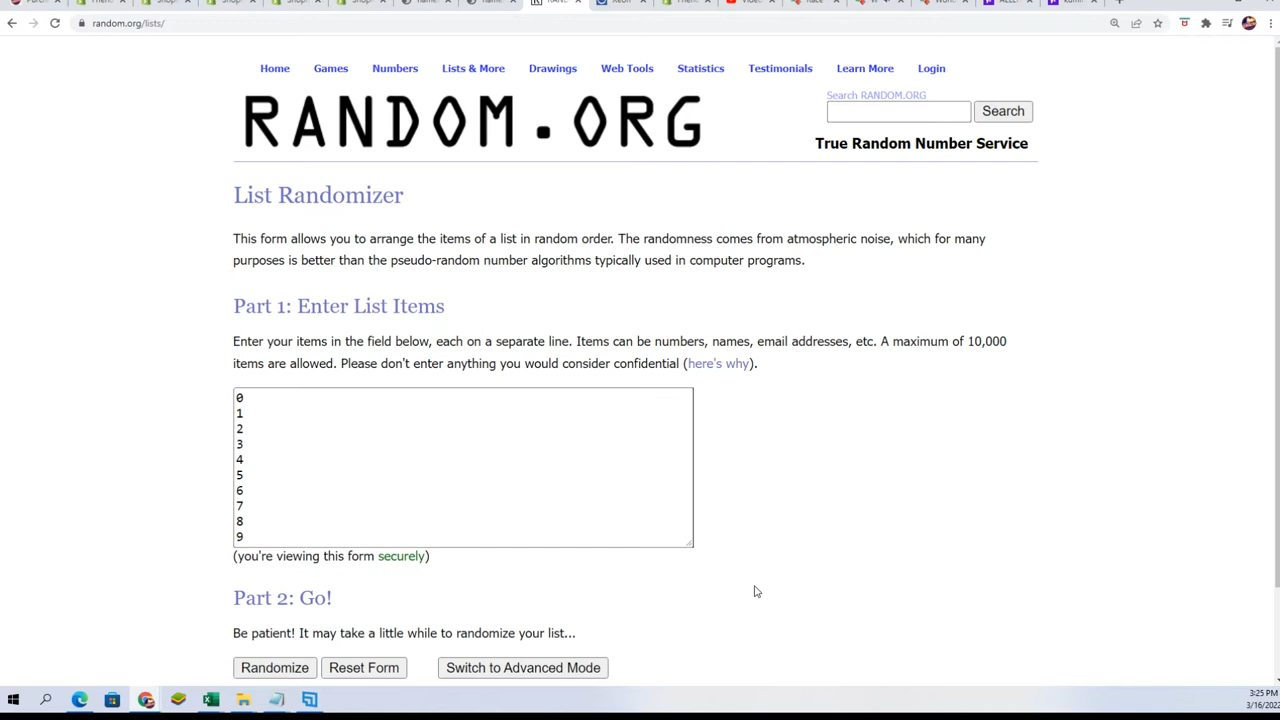 random.org/lists/
Home Games Numbers Lists & More Drawings Web Tools Statistics Testimonials Learn More Login
RANDOM.ORG
Search RANDOM.ORG
Search
True Random Number Service
List Randomizer
This form allows you to arrange the items of a list in random order. The randomness comes from atmospheric noise, which for many
purposes is better than the pseudo-random number algorithms typically used in computer programs.
Part 1: Enter List Items
Enter your items in the field below, each on a separate line. Items can be numbers, names, email addresses, etc. A maximum of 10,000
items are allowed. Please don't enter anything you would consider confidential (here's why).
0
1
2
3
4
5
6
7
8
9
(you're viewing this form securely)
Part 2: Go!
Be patient! It may take a little while to randomize your list...
Randomize Reset Form Switch to Advanced Mode
3:25 PM